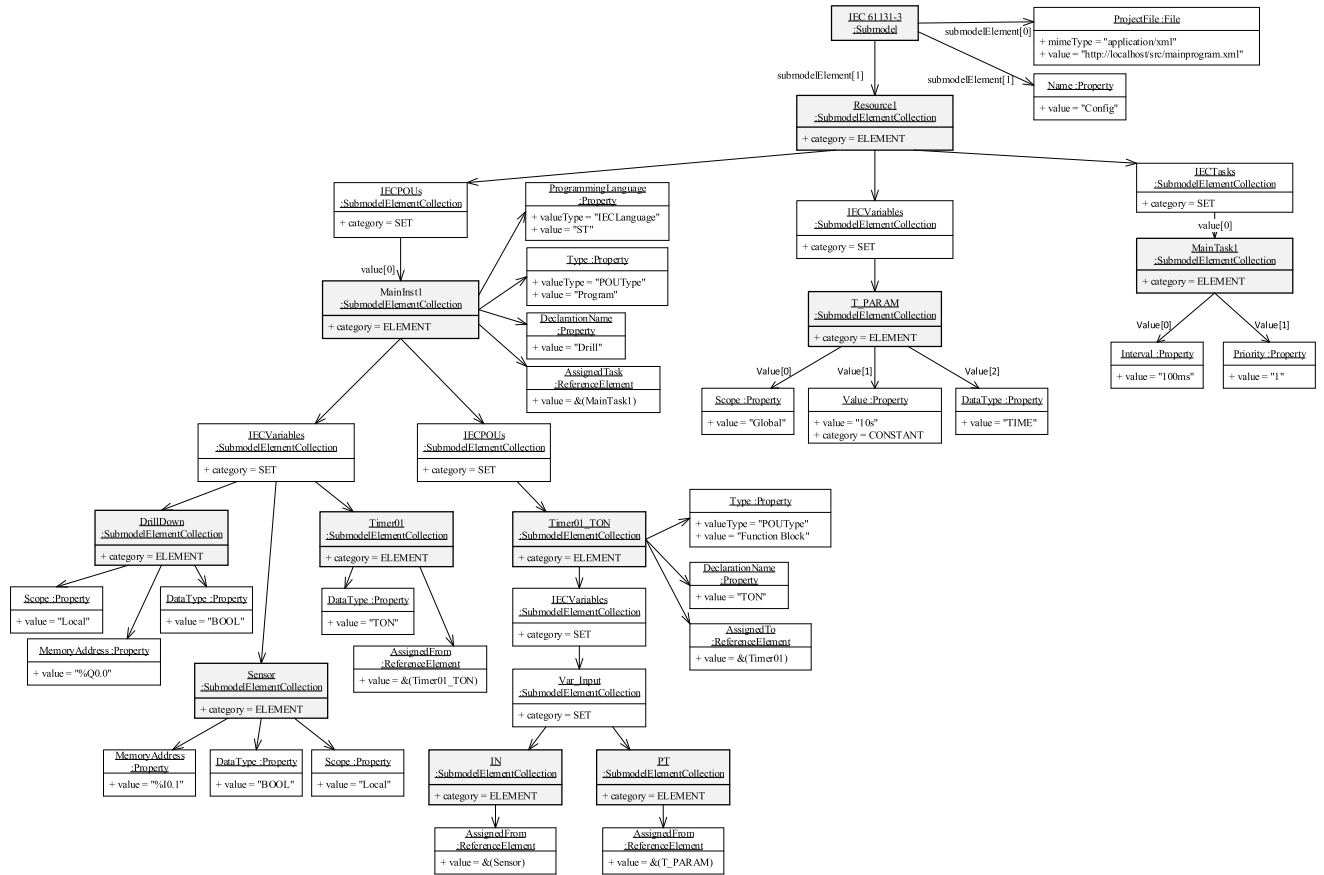 IEC 61131-3
:Submodel
submodelElement[0]
ProjectFile :File
+ mimeType = "application/xml"
+ value = "http://localhost/src/mainprogram.xml"
submodelElement[1]
submodelElement[1]
Name :Property
+ value = "Config"
Resource1
:SubmodelElementCollection
+ category = ELEMENT
IECPOUs
:SubmodelElementCollection
+ category = SET
value[0]
MainInst1
:SubmodelElementCollection
+ category = ELEMENT
ProgrammingLanguage
:Property
+ valueType = "IECLanguage"
+ value = "ST"
Type :Property
+ valueType = "POUType"
+ value = "Program"
DeclarationName
:Property
+ value = "Drill"
AssignedTask
:ReferenceElement
+ value = &(MainTask1)
IECVariables
:SubmodelElementCollection
+ category = SET
T_PARAM
:SubmodelElementCollection
+ category = ELEMENT
Value[0]
Value[1]
Value[2]
Scope :Property
+ value = "Global"
Value :Property
+ value = "10s"
+ category = CONSTANT
DataType :Property
+ value = "TIME"
IECTasks
:SubmodelElementCollection
+ category = SET
value[0]
MainTask1
:SubmodelElementCollection
+ category = ELEMENT
Value[0]
Value[1]
Interval :Property
+ value = "100ms"
Priority :Property
+ value = "1"
IECVariables
:SubmodelElementCollection
+ category = SET
IECPOUs
:SubmodelElementCollection
+ category = SET
DrillDown
:SubmodelElementCollection
+ category = ELEMENT
Scope :Property
+ value = "Local"
DataType :Property
+ value = "BOOL"
MemoryAddress :Property
+ value = "%Q0.0"
Timer01
:SubmodelElementCollection
+ category = ELEMENT
DataType :Property
+ value = "TON"
AssignedFrom
:ReferenceElement
+ value = &(Timer01_TON)
Sensor
:SubmodelElementCollection
+ category = ELEMENT
MemoryAddress
:Property
+ value = "%I0.1"
DataType :Property
+ value = "BOOL"
Scope :Property
+ value = "Local"
Timer01_TON
:SubmodelElementCollection
+ category = ELEMENT
Type :Property
+ valueType = "POUType"
+ value = "Function Block"
DeclarationName
:Property
+ value = "TON"
AssignedTo
:ReferenceElement
+ value = &(Timer01)
IECVariables
:SubmodelElementCollection
+ category = SET
Var_Input
:SubmodelElementCollection
+ category = SET
IN
:SubmodelElementCollection
+ category = ELEMENT
PT
:SubmodelElementCollection
+ category = ELEMENT
AssignedFrom
:ReferenceElement
+ value = &(Sensor)
AssignedFrom
:ReferenceElement
+ value = &(T_PARAM)